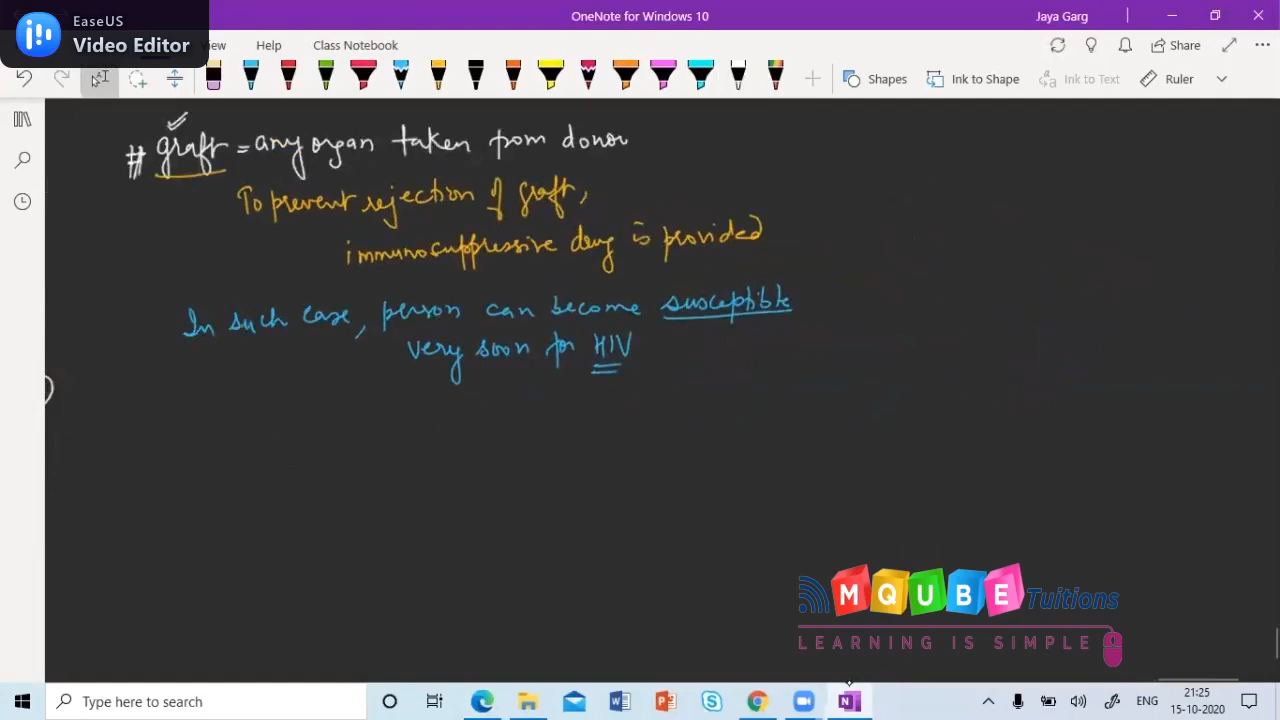 EaseUS
Video Editor
OneNote for Windows 10
Jaya Garg
View
Help
Class Notebook
Share
Shapes
Ink to Shape
Ink to Text
Ruler
# graft = any organ taken from donor
To prevent rejection of graft,
immunosuppressive drug is provided
In such case, person can become susceptible
very soon for HIV
MQUBE Tuitions
LEARNING IS SIMPLE
Type here to search
ENG
21:25
15-10-2020